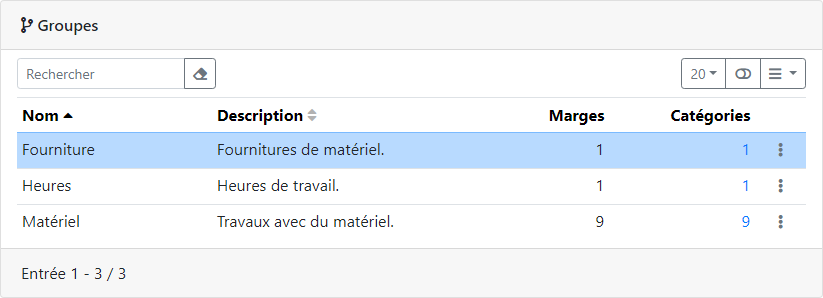 Groupes
Rechercher 20
Nom Description Marges Catégories
Fourniture Fournitures de matériel. 1 1
Heures Heures de travail. 1 1
Matériel Travaux avec du matériel. 9 9
Entrée 1 - 3 / 3